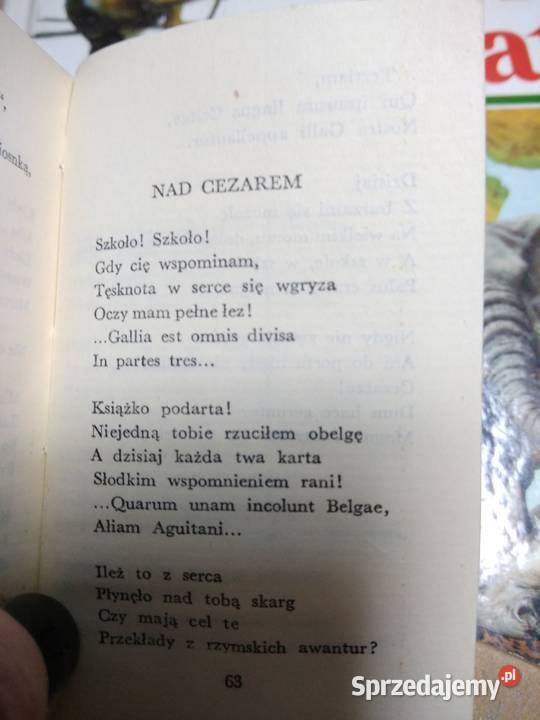 “,
iosnką,
NAD CEZAREM
Szkoło! Szkoło!
Gdy cię wspominam,
Tęsknota w serce się wgryza
Oczy mam pełne łez!
...Gallia est omnis divisa
In partes tres...
Książko podarta!
Niejedną tobie rzuciłem obelgę
A dzisiaj każda twa karta
Słodkim wspomnieniem rani!
...Quarum unam incolunt Belgae,
Aliam Aguitani...
Ileż to z serca
Płynęło nad tobą skarg
Czy mają cel te
Przekłady z rzymskich awantur?
63
at
Sprzedajemy.pl